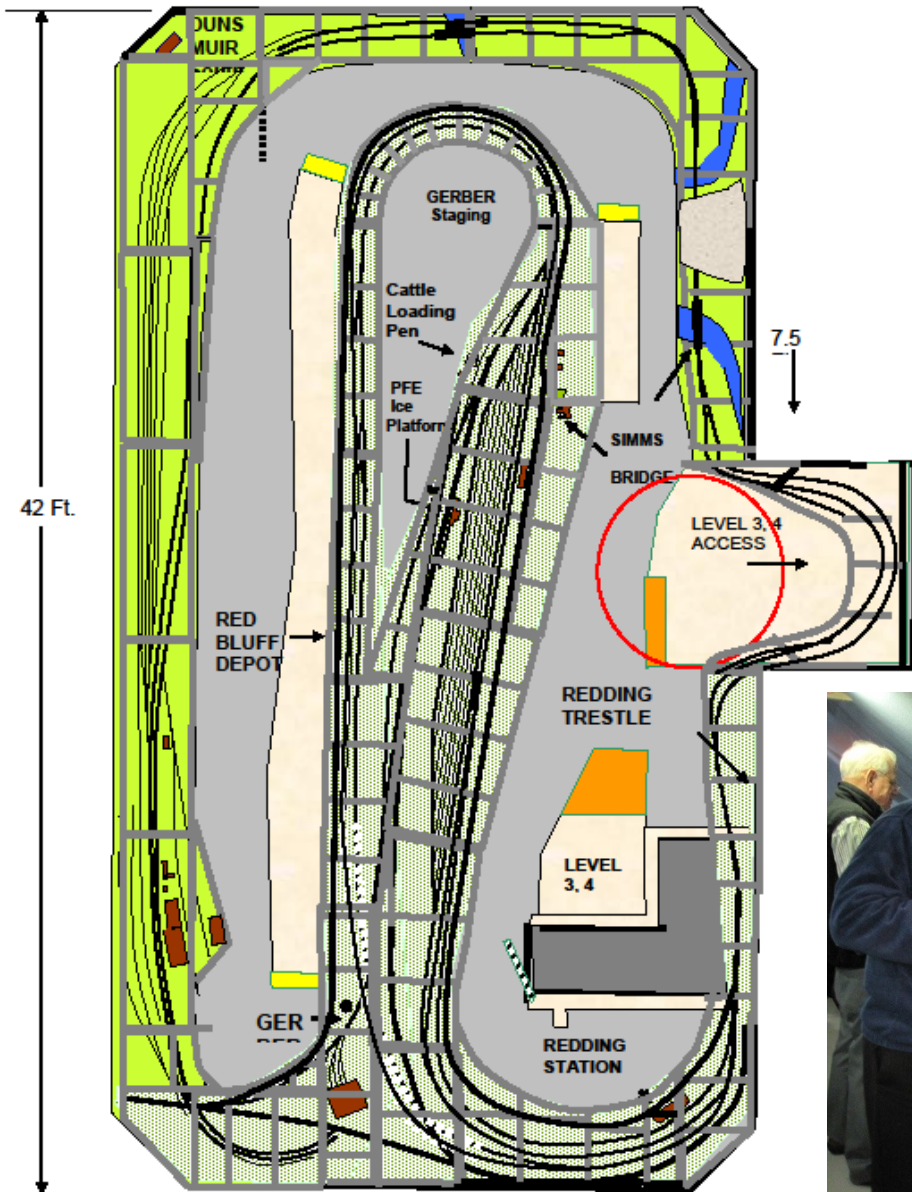 DUNS
MUIR
GERBER
Staging
Cattle
Loading
Pen
PFE
Ice
Platform
7.5
SIMMS
BRIDGE
42 Ft.
LEVEL 3, 4
ACCESS
RED
BLUFF
DEPOT
REDDING
TRESTLE
LEVEL
3, 4
GER
REDDING
STATION